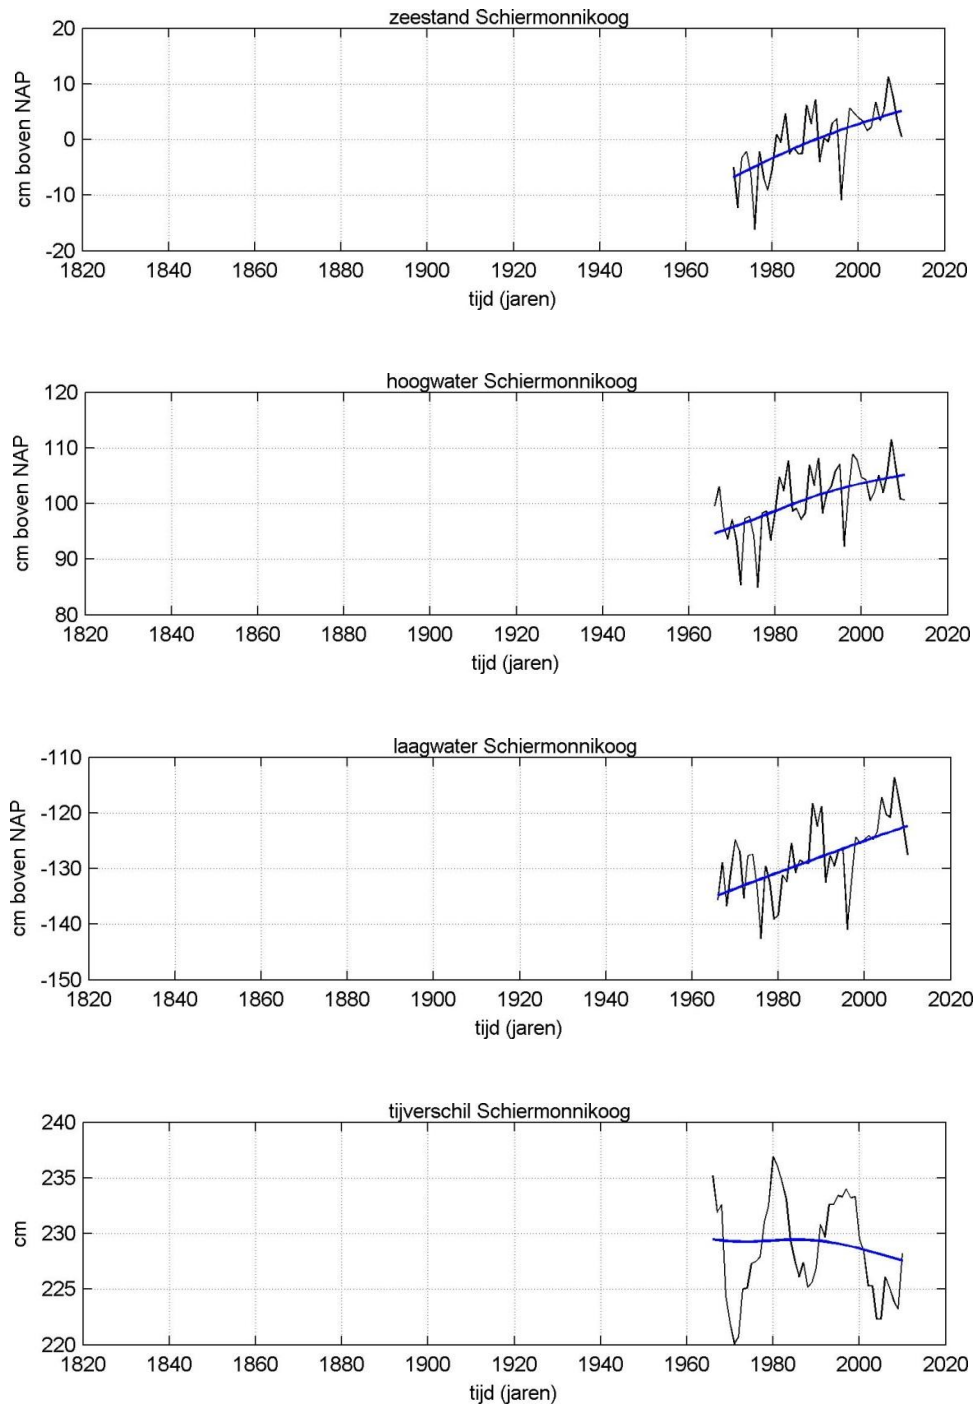 zeestand Schiermonnikoog
20
10
0
-10
-20
cm boven NAP
1820 1840 1860 1880 1900 1920 1940 1960 1980 2000 2020
tijd (jaren)
hoogwater Schiermonnikoog
120
110
100
90
80
cm boven NAP
1820 1840 1860 1880 1900 1920 1940 1960 1980 2000 2020
tijd (jaren)
laagwater Schiermonnikoog
-110
-120
-130
-140
-150
cm boven NAP
1820 1840 1860 1880 1900 1920 1940 1960 1980 2000 2020
tijd (jaren)
tijverschil Schiermonnikoog
240
235
230
225
220
cm
1820 1840 1860 1880 1900 1920 1940 1960 1980 2000 2020
tijd (jaren)